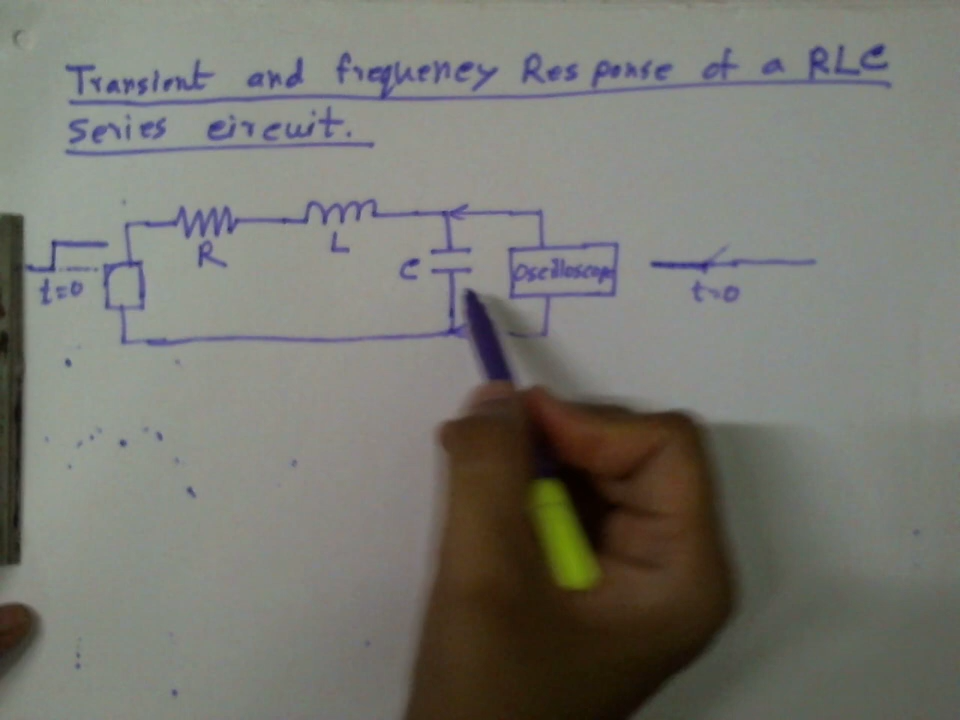 Transient and frequency Response of a RLC
series circuit.
R
L
C
Oscilloscope
t=0
t=0